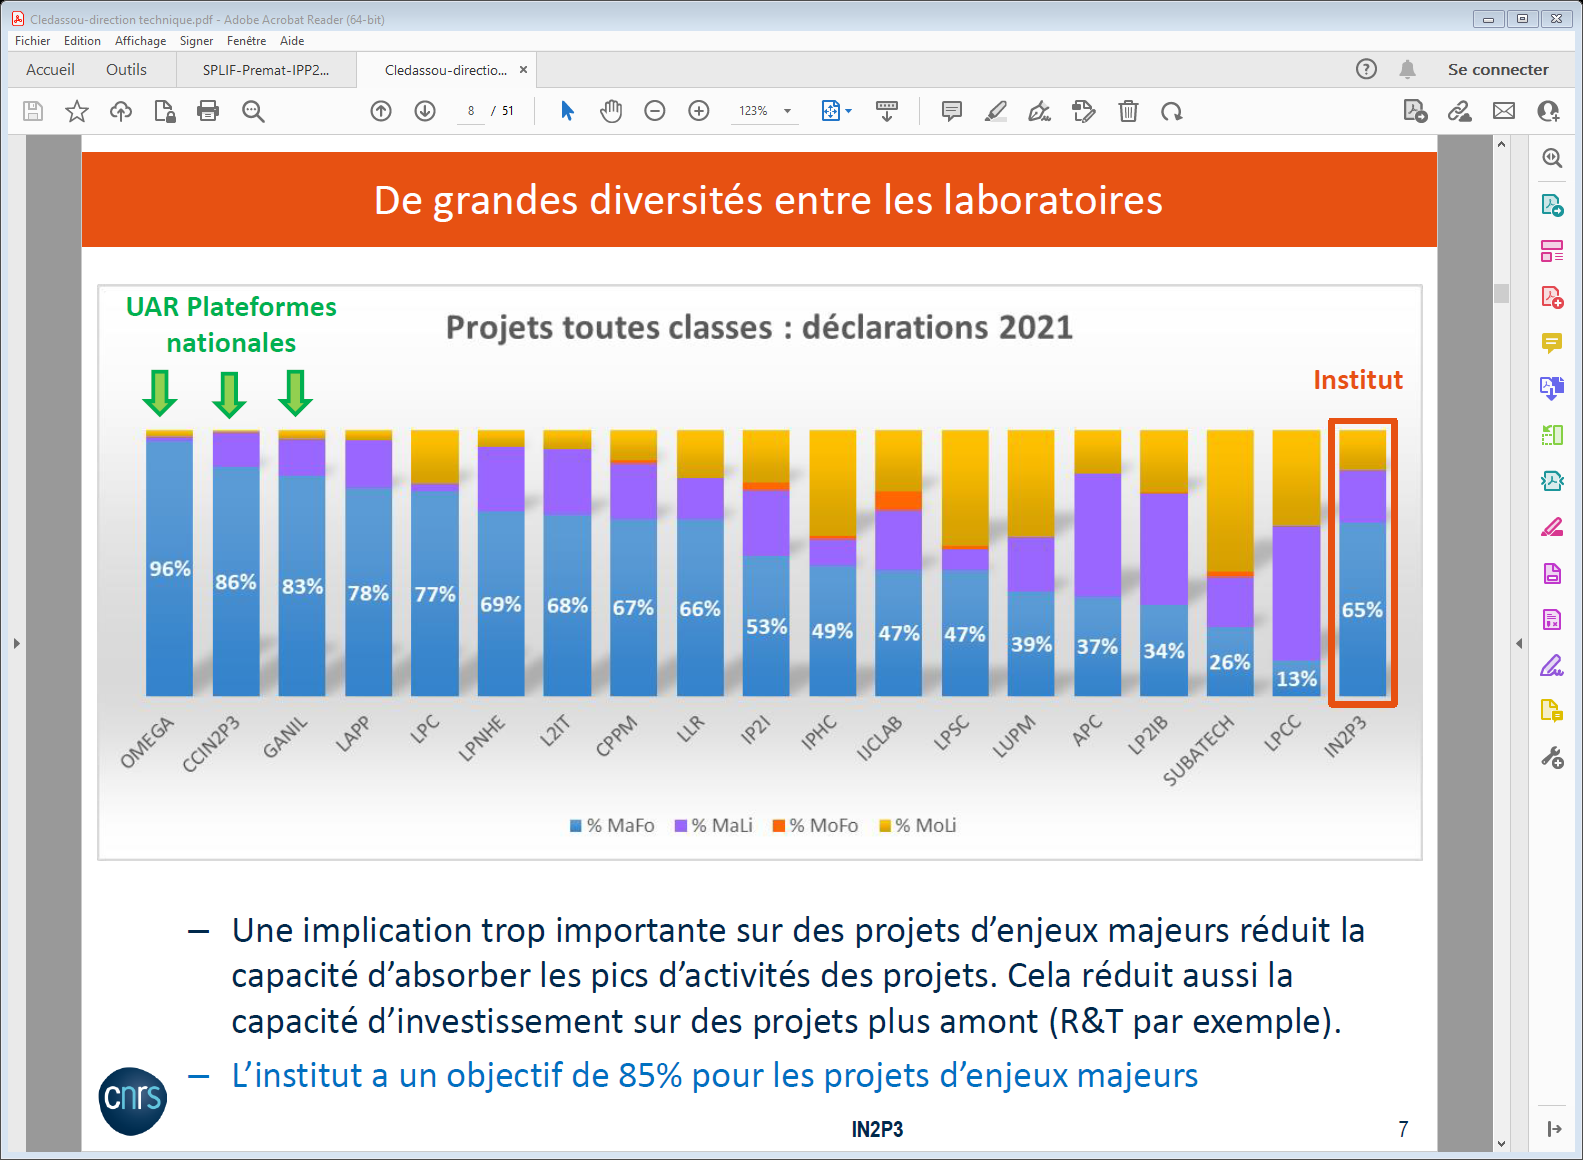 Cledassou-direction technique.pdf - Adobe Acrobat Reader (64-bit)
Fichier Edition Affichage Signer Fenêtre Aide
Accueil Outils SPLIF-Premat-IPP2... Cledassou-directio... × Se connecter
8 / 51 123%
De grandes diversités entre les laboratoires
UAR Plateformes
nationales
Projets toutes classes : déclarations 2021
Institut
96% 86% 83% 78% 77% 69% 68% 67% 66% 53% 49% 47% 47% 39% 37% 34% 26% 13% 65%
OMEGA CCIN2P3 GANIL LAPP LPC LPNHE L2IT CPPM LLR IP2I IPHC IJCLAB LPSC LUPM APC LP2IB SUBATECH LPCC IN2P3
% MaFo % MaLi % MoFo % MoLi
– Une implication trop importante sur des projets d’enjeux majeurs réduit la
capacité d’absorber les pics d’activités des projets. Cela réduit aussi la
capacité d’investissement sur des projets plus amont (R&T par exemple).
– L’institut a un objectif de 85% pour les projets d’enjeux majeurs
cnrs
IN2P3 7